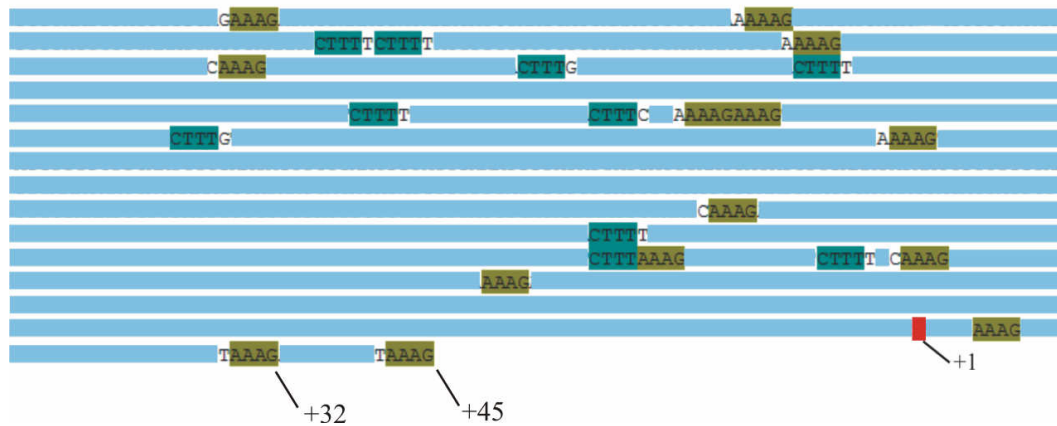 GAAAG AAAAG
CTTTTCTTTT AAAAG
CAAAG CTTTG CTTTT
CTTTT CTTTC AAAAGAAAG
CTTTG AAAAG
CAAAG
CTTTT
CTTTAAAG CTTTT CAAAG
AAAG
AAAG
+1
TAAAG TAAAG
+32 +45